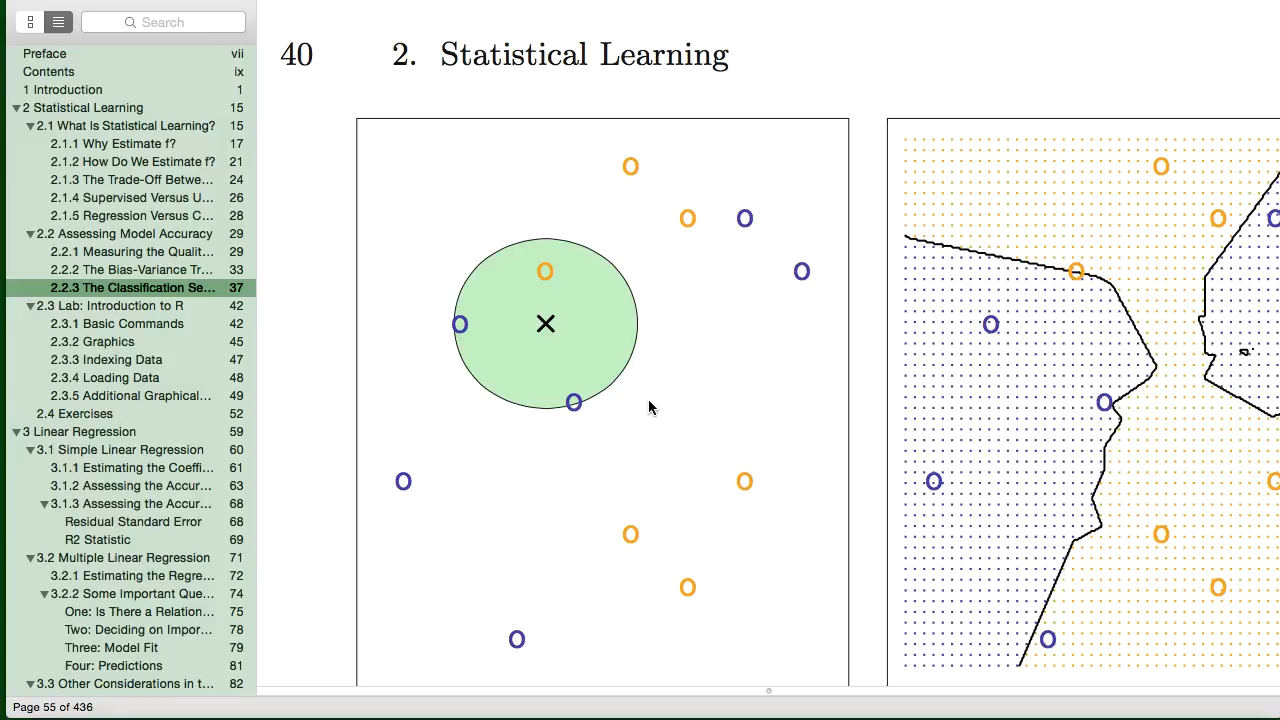 Search
Preface vii
Contents ix
1 Introduction 1
2 Statistical Learning 15
2.1 What Is Statistical Learning? 15
2.1.1 Why Estimate f? 17
2.1.2 How Do We Estimate f? 21
2.1.3 The Trade-Off Betwe... 24
2.1.4 Supervised Versus U... 26
2.1.5 Regression Versus C... 28
2.2 Assessing Model Accuracy 29
2.2.1 Measuring the Qualit... 29
2.2.2 The Bias-Variance Tr... 33
2.2.3 The Classification Se... 37
2.3 Lab: Introduction to R 42
2.3.1 Basic Commands 42
2.3.2 Graphics 45
2.3.3 Indexing Data 47
2.3.4 Loading Data 48
2.3.5 Additional Graphical... 49
2.4 Exercises 52
3 Linear Regression 59
3.1 Simple Linear Regression 60
3.1.1 Estimating the Coeffi... 61
3.1.2 Assessing the Accur... 63
3.1.3 Assessing the Accur... 68
Residual Standard Error 68
R2 Statistic 69
3.2 Multiple Linear Regression 71
3.2.1 Estimating the Regre... 72
3.2.2 Some Important Que... 74
One: Is There a Relation... 75
Two: Deciding on Impor... 78
Three: Model Fit 79
Four: Predictions 81
3.3 Other Considerations in t... 82
Page 55 of 436
40 2. Statistical Learning